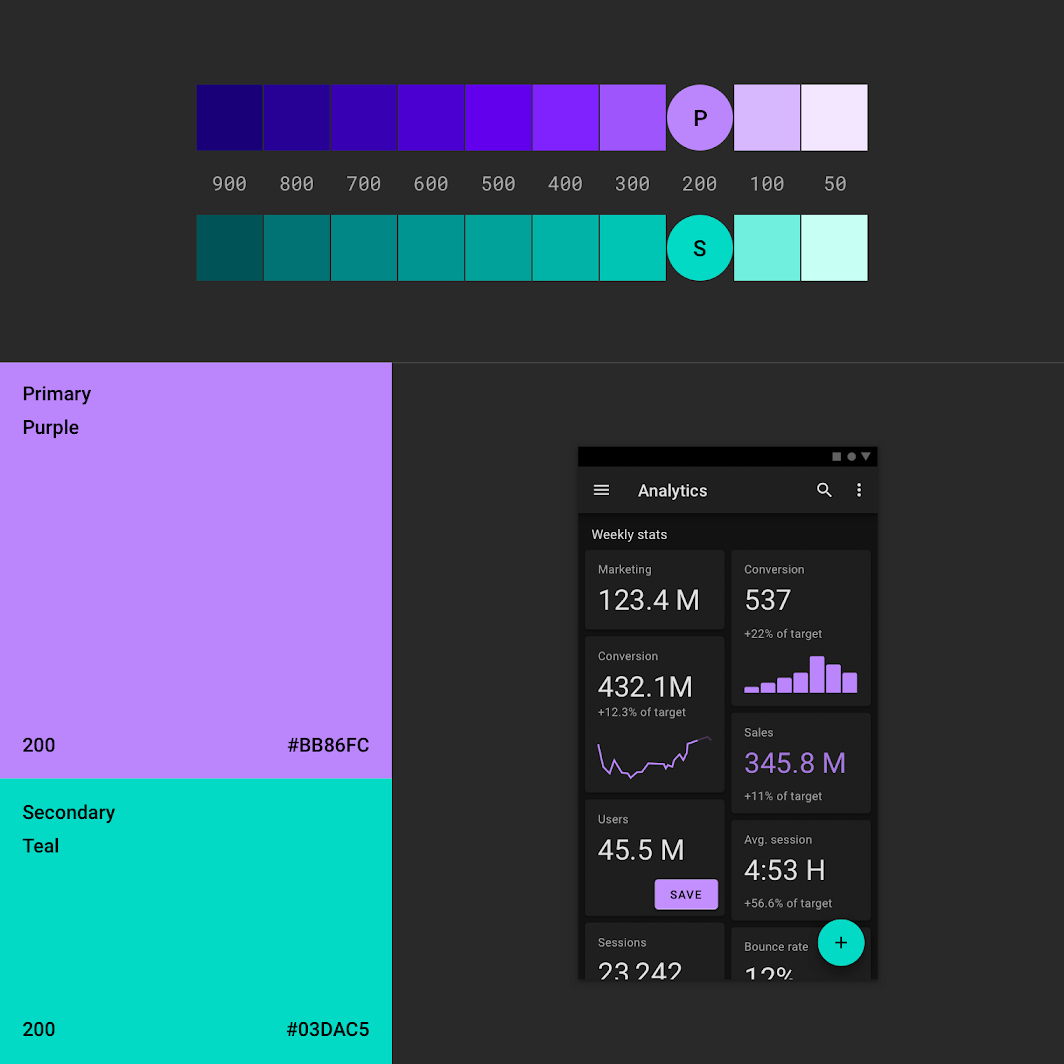 P
900 800 700 600 500 400 300 200 100 50
S
Primary
Purple
200 #BB86FC
Secondary
Teal
200 #03DAC5
Analytics
Weekly stats
Marketing
123.4 M
Conversion
432.1M
+12.3% of target
Users
45.5 M
SAVE
Sessions
23 242
Conversion
537
+22% of target
Sales
345.8 M
+11% of target
Avg. session
4:53 H
+56.6% of target
Bounce rate
12%
+